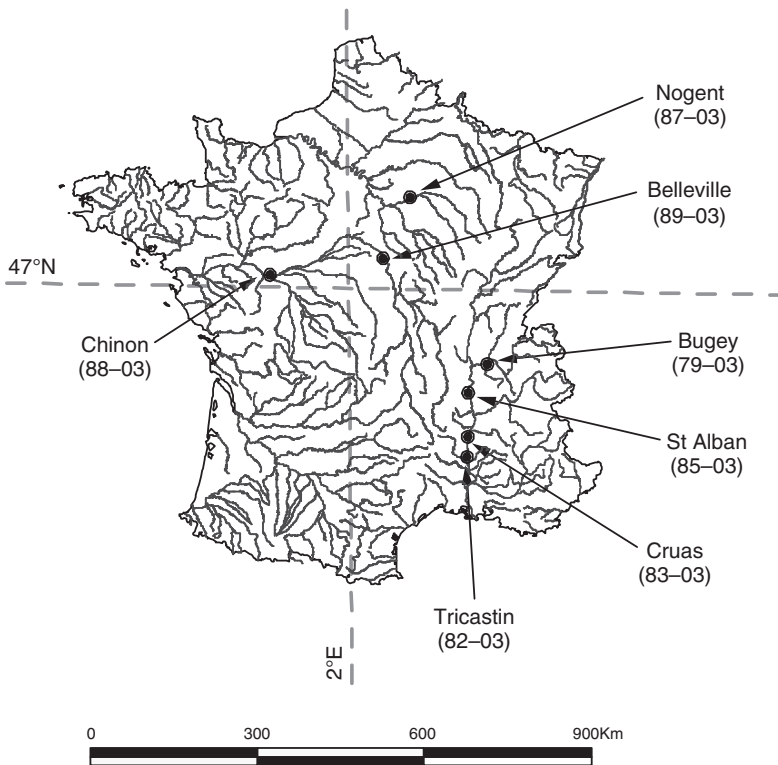 Nogent
(87–03)
Belleville
(89–03)
47°N
Chinon
(88–03)
Bugey
(79–03)
St Alban
(85–03)
Cruas
(83–03)
Tricastin
(82–03)
2°E
0 300 600 900Km